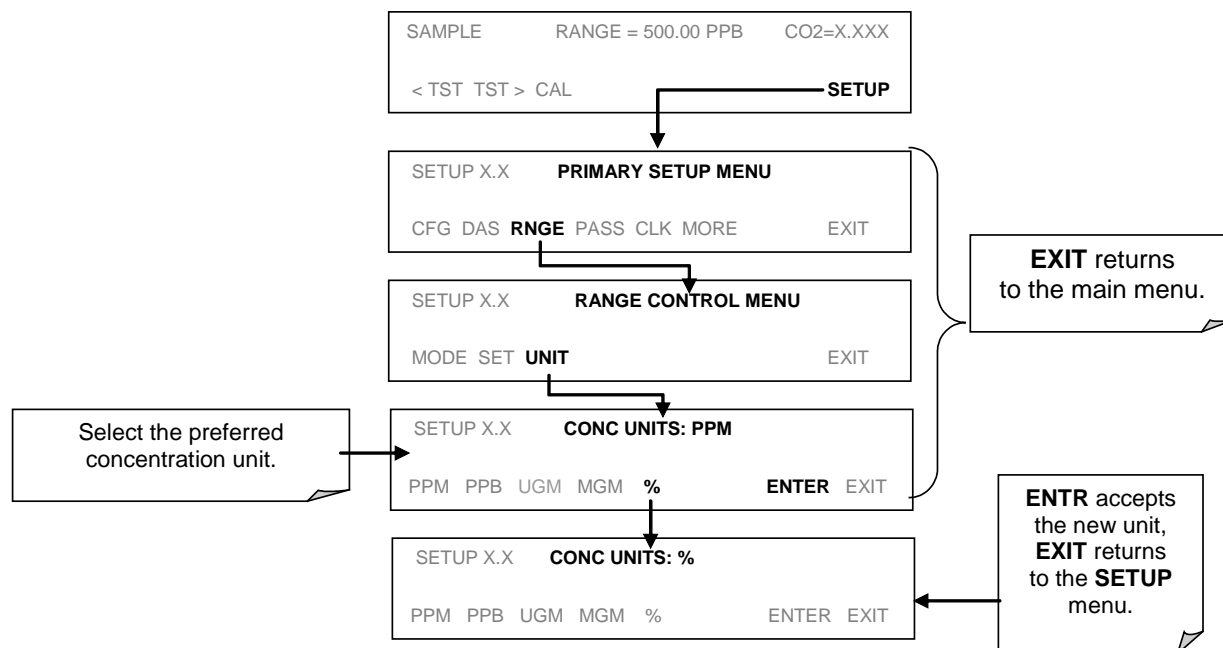 SAMPLE RANGE = 500.00 PPB CO2=X.XXX
< TST TST > CAL SETUP
SETUP X.X PRIMARY SETUP MENU
CFG DAS RNGE PASS CLK MORE EXIT
EXIT returns
to the main menu.
SETUP X.X RANGE CONTROL MENU
MODE SET UNIT EXIT
Select the preferred
concentration unit.
SETUP X.X CONC UNITS: PPM
PPM PPB UGM MGM % ENTER EXIT
ENTR accepts
the new unit,
EXIT returns
to the SETUP
menu.
SETUP X.X CONC UNITS: %
PPM PPB UGM MGM % ENTER EXIT